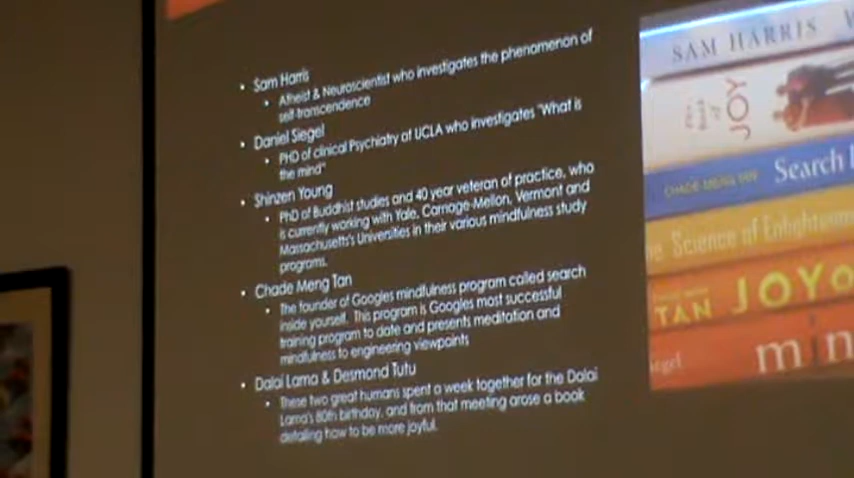 • Sam Harris
• Atheist & Neuroscientist who investigates the phenomenon of
self-transcendence
• Daniel Siegel
• PHD of clinical Psychiatry at UCLA who investigates "What is
the mind"
• Shinzen Young
• PhD of Buddhist studies and 40 year veteran of practice, who
is currently working with Yale, Carnage-Mellon, Vermont and
Massachusetts's Universities in their various mindfulness study
programs.
• Chade Meng Tan
• The founder of Googles mindfulness program called search
inside yourself. This program is Googles most successful
training program to date and presents meditation and
mindfulness to engineering viewpoints
• Dalai Lama & Desmond Tutu
• These two great humans spent a week together for the Dalai
Lama's 80th birthday, and from that meeting arose a book
detailing how to be more joyful.
SAM HARRIS
of
JOY
CHADE-MENG TAN Search
Science of Enlightenm
TAN JOYO
min